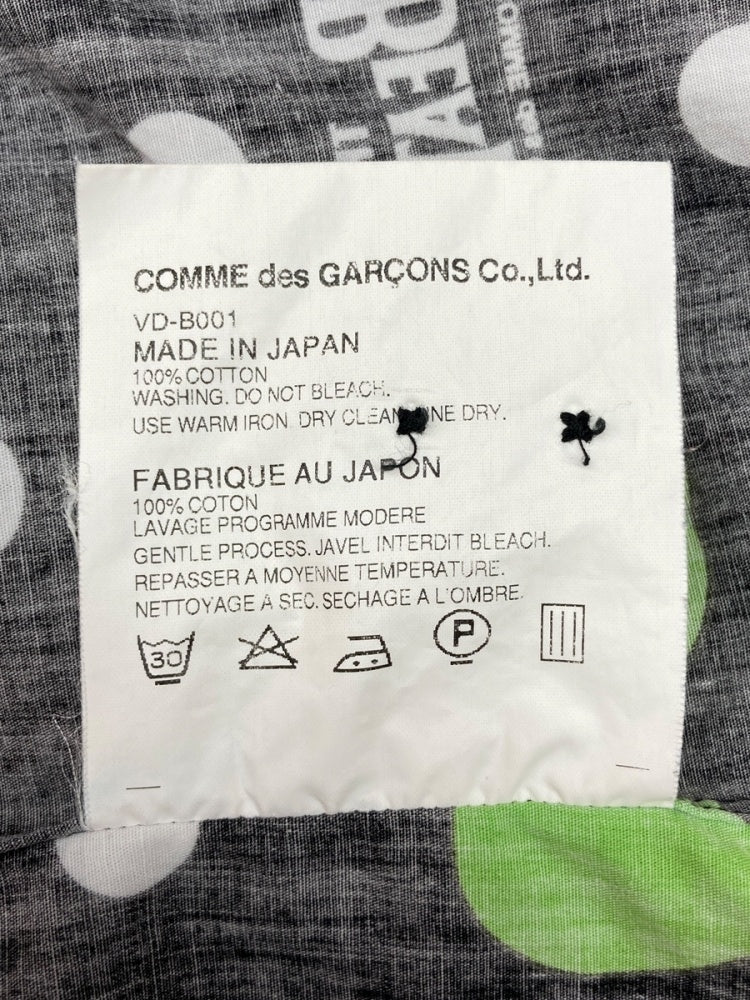 COMME des GARÇONS Co.,Ltd.
VD-B001
MADE IN JAPAN
100% COTTON
WASHING. DO NOT BLEACH.
USE WARM IRON DRY CLEAN. LINE DRY.
FABRIQUE AU JAPON
100% COTON
LAVAGE PROGRAMME MODERE
GENTLE PROCESS. JAVEL INTERDIT BLEACH.
REPASSER A MOYENNE TEMPERATURE.
NETTOYAGE A SEC. SECHAGE A L'OMBRE.
30
P